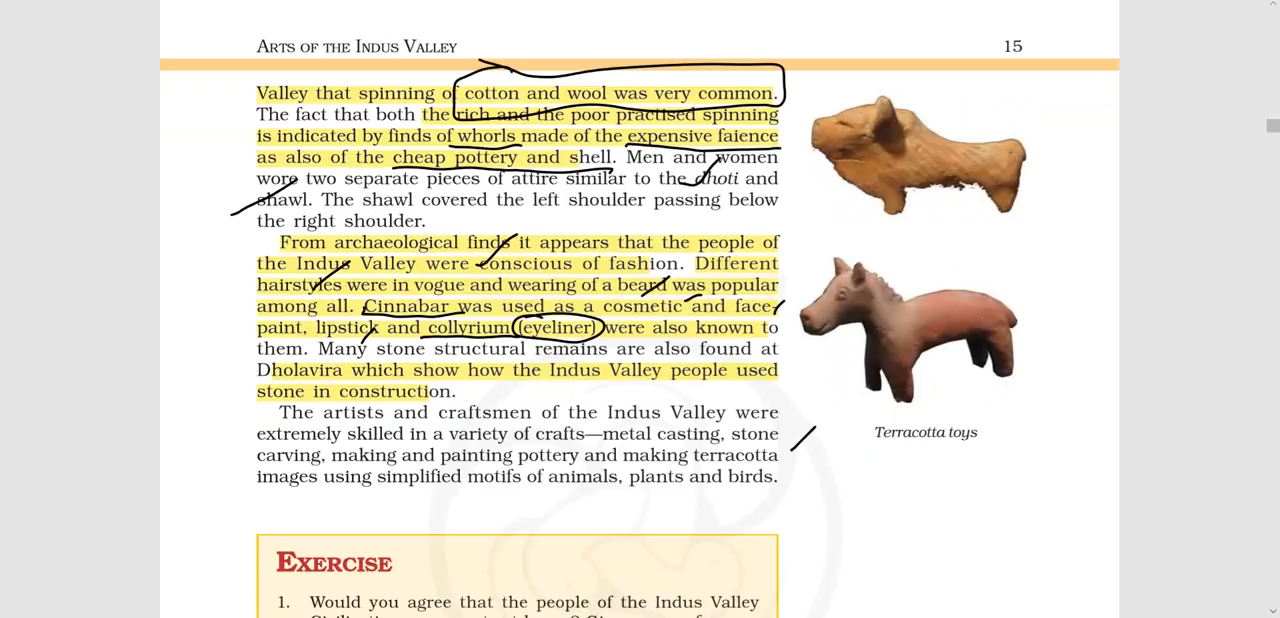 ARTS OF THE INDUS VALLEY 15
Valley that spinning of cotton and wool was very common.
The fact that both the rich and the poor practised spinning
is indicated by finds of whorls made of the expensive faience
as also of the cheap pottery and shell. Men and women
wore two separate pieces of attire similar to the dhoti and
shawl. The shawl covered the left shoulder passing below
the right shoulder.
From archaeological finds it appears that the people of
the Indus Valley were conscious of fashion. Different
hairstyles were in vogue and wearing of a beard was popular
among all. Cinnabar was used as a cosmetic and face-
paint, lipstick and collyrium (eyeliner) were also known to
them. Many stone structural remains are also found at
Dholavira which show how the Indus Valley people used
stone in construction.
The artists and craftsmen of the Indus Valley were
extremely skilled in a variety of crafts—metal casting, stone
carving, making and painting pottery and making terracotta
images using simplified motifs of animals, plants and birds.
Terracotta toys
EXERCISE
1. Would you agree that the people of the Indus Valley